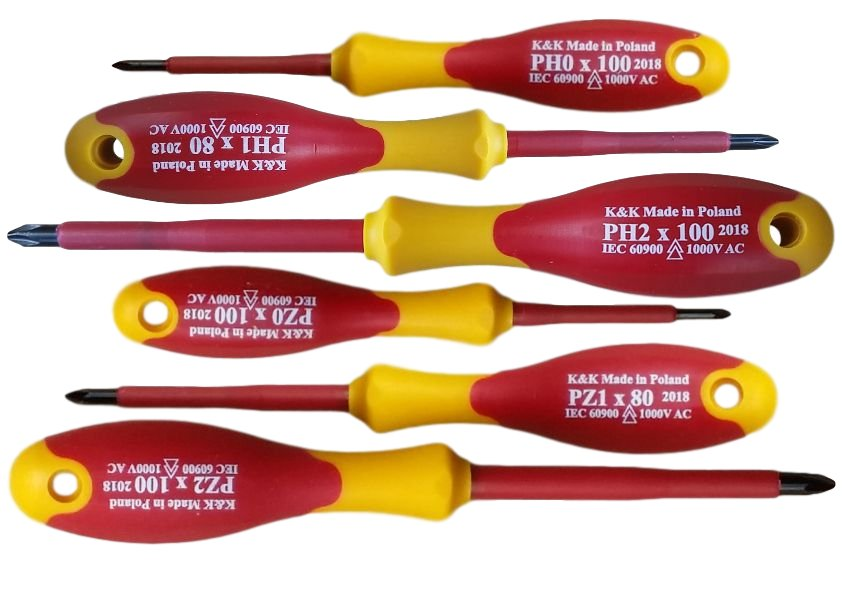 K&K Made in Poland
PH0 x 100 2018
IEC 60900 1000V AC
K&K Made in Poland
PH1 x 80 2018
IEC 60900 1000V AC
K&K Made in Poland
PH2 x 100 2018
IEC 60900 1000V AC
K&K Made in Poland
PZ0 x 100 2018
IEC 60900 1000V AC
K&K Made in Poland
PZ1 x 80 2018
IEC 60900 1000V AC
K&K Made in Poland
PZ2 x 100 2018
IEC 60900 1000V AC